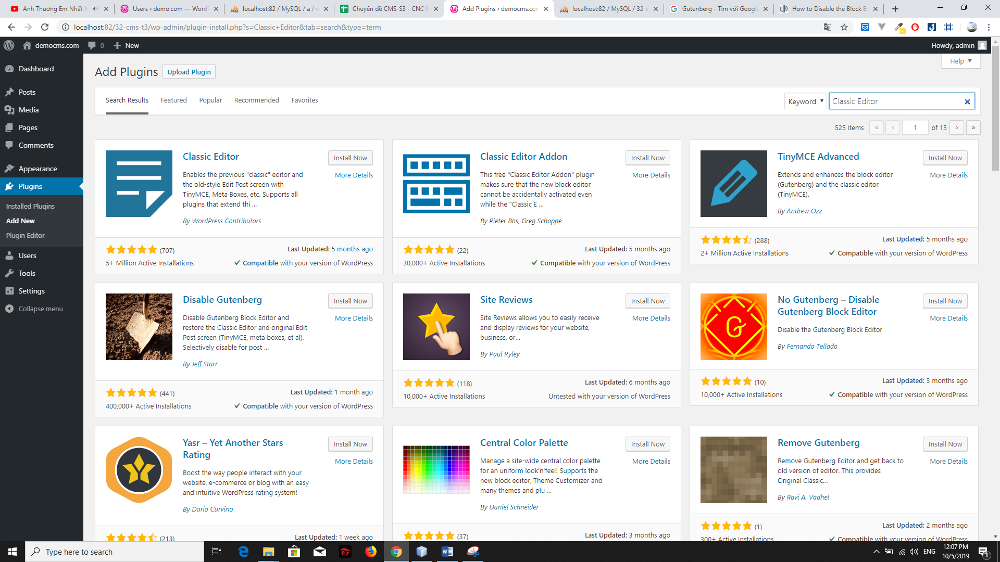 Anh Thương Em Nhất M
Users ‹ demo.com — WordP
localhost:82 / MySQL / a / w
Chuyên đề CMS-S3 - CNC10
Add Plugins ‹ democms.com
localhost:82 / MySQL / 32-c
Gutenberg - Tìm với Google
How to Disable the Block Ed
localhost:82/32-cms-t3/wp-admin/plugin-install.php?s=Classic+Editor&tab=search&type=term
democms.com
0
New
Howdy, admin
Dashboard
Posts
Media
Pages
Comments
Appearance
Plugins
Installed Plugins
Add New
Plugin Editor
Users
Tools
Settings
Collapse menu
Help
Add Plugins
Upload Plugin
Search Results
Featured
Popular
Recommended
Favorites
Keyword
Classic Editor
525 items
«
‹
1
of 15
›
»
Classic Editor
Install Now
More Details
Enables the previous "classic" editor and
the old-style Edit Post screen with
TinyMCE, Meta Boxes, etc. Supports all
plugins that extend thi ...
By WordPress Contributors
(707)
Last Updated: 5 months ago
5+ Million Active Installations
Compatible with your version of WordPress
Classic Editor Addon
Install Now
More Details
This free "Classic Editor Addon" plugin
makes sure that the new block editor
cannot be accidentally activated even
while the "Classic E ...
By Pieter Bos, Greg Schoppe
(22)
Last Updated: 5 months ago
30,000+ Active Installations
Compatible with your version of WordPress
TinyMCE Advanced
Install Now
More Details
Extends and enhances the block editor
(Gutenberg) and the classic editor
(TinyMCE).
By Andrew Ozz
(288)
Last Updated: 5 months ago
2+ Million Active Installations
Compatible with your version of WordPress
Disable Gutenberg
Install Now
More Details
Disable Gutenberg Block Editor and
restore the Classic Editor and original Edit
Post screen (TinyMCE, meta boxes, et al).
Selectively disable for post ...
By Jeff Starr
(441)
Last Updated: 1 month ago
400,000+ Active Installations
Compatible with your version of WordPress
Site Reviews
Install Now
More Details
Site Reviews allows you to easily receive
and display reviews for your website,
business, or...
By Paul Ryley
(118)
Last Updated: 6 months ago
10,000+ Active Installations
Untested with your version of WordPress
No Gutenberg – Disable
Gutenberg Block Editor
Install Now
More Details
Disable the Gutenberg Block Editor
By Fernando Tellado
(10)
Last Updated: 3 months ago
10,000+ Active Installations
Compatible with your version of WordPress
Yasr – Yet Another Stars
Rating
Install Now
More Details
Boost the way people interact with your
website, e-commerce or blog with an easy
and intuitive WordPress rating system!
By Dario Curvino
(213)
Last Updated: 1 week ago
Central Color Palette
Install Now
More Details
Manage a site-wide central color palette
for an uniform look'n'feel! Supports the
new block editor, Theme Customizer and
many themes and plu ...
By Daniel Schneider
(37)
Last Updated: 3 months ago
Remove Gutenberg
Install Now
More Details
Remove Gutenberg Editor and get back to
old version of editor. This provides
Original Classic...
By Ravi A. Vadhel
(1)
Last Updated: 2 months ago
300+ Active Installations
Compatible with your version of WordPress
Type here to search
ENG
12:07 PM
10/5/2019
1